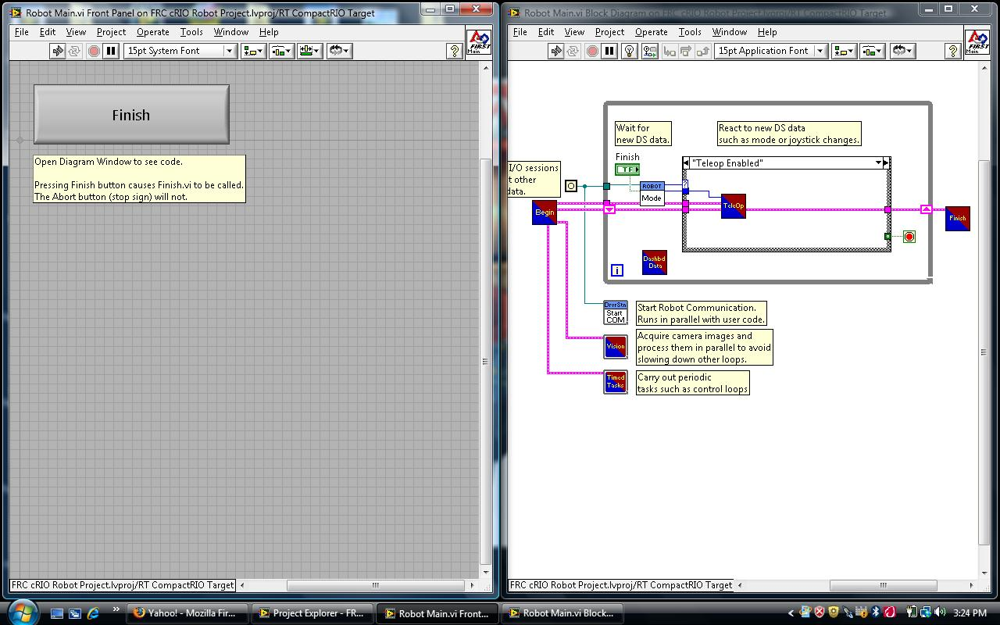 Robot Main.vi Front Panel on FRC cRIO Robot Project.lvproj/RT CompactRIO Target
File Edit View Project Operate Tools Window Help
15pt System Font
FIRST
Main
Finish
Open Diagram Window to see code.
Pressing Finish button causes Finish.vi to be called.
The Abort button (stop sign) will not.
FRC cRIO Robot Project.lvproj/RT CompactRIO Target
Robot Main.vi Block Diagram on FRC cRIO Robot Project.lvproj/RT CompactRIO Target
File Edit View Project Operate Tools Window Help
15pt Application Font
FIRST
Main
Wait for
new DS data.
React to new DS data
such as mode or joystick changes.
Finish
TF
"Teleop Enabled"
I/O sessions
t other
data.
ROBOT
Mode
Begin
TeleOp
Finish
Dashbd
Data
i
DrvrStn
Start
COM
Start Robot Communication.
Runs in parallel with user code.
Vision
Acquire camera images and
process them in parallel to avoid
slowing down other loops.
Timed
Tasks
Carry out periodic
tasks such as control loops
FRC cRIO Robot Project.lvproj/RT CompactRIO Target
Yahoo! - Mozilla Fir...
Project Explorer - FR...
Robot Main.vi Front...
Robot Main.vi Block...
3:24 PM